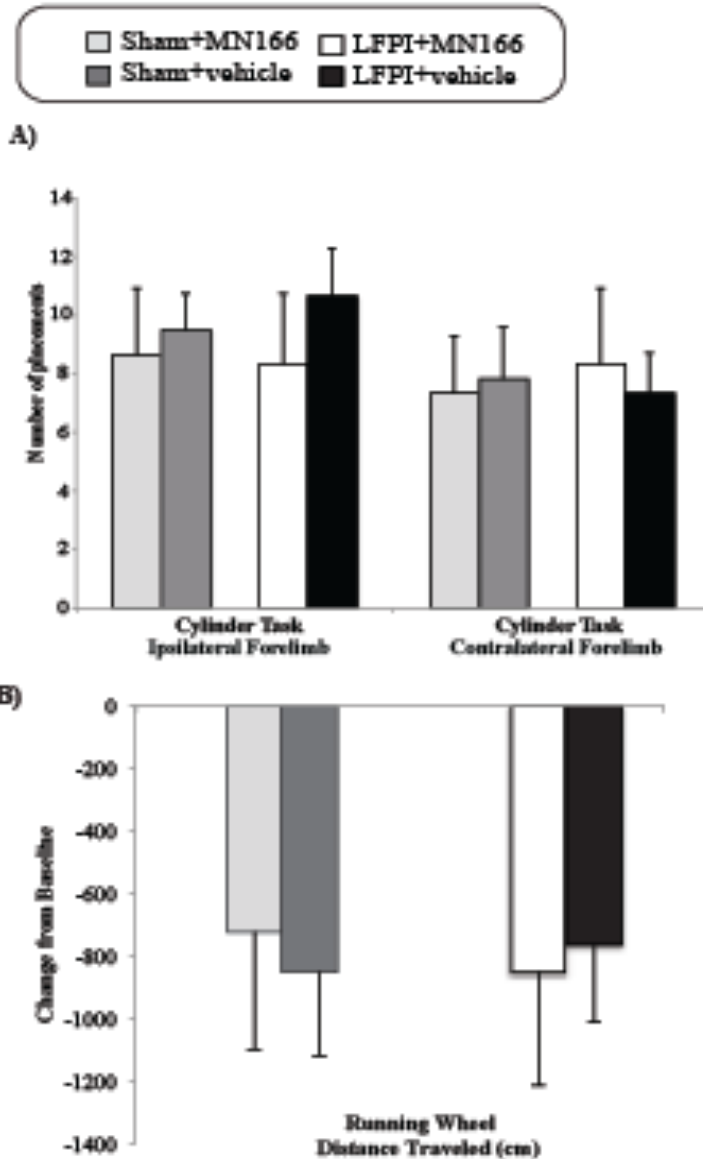 Sham+MN166 LFPI+MN166
Sham+vehicle LFPI+vehicle
A)
14
12
10
8
6
4
2
0
Number of placements
Cylinder Task
Ipsilateral Forelimb
Cylinder Task
Contralateral Forelimb
B)
0
-200
-400
-600
-800
-1000
-1200
-1400
Change from Baseline
Running Wheel
Distance Traveled (cm)